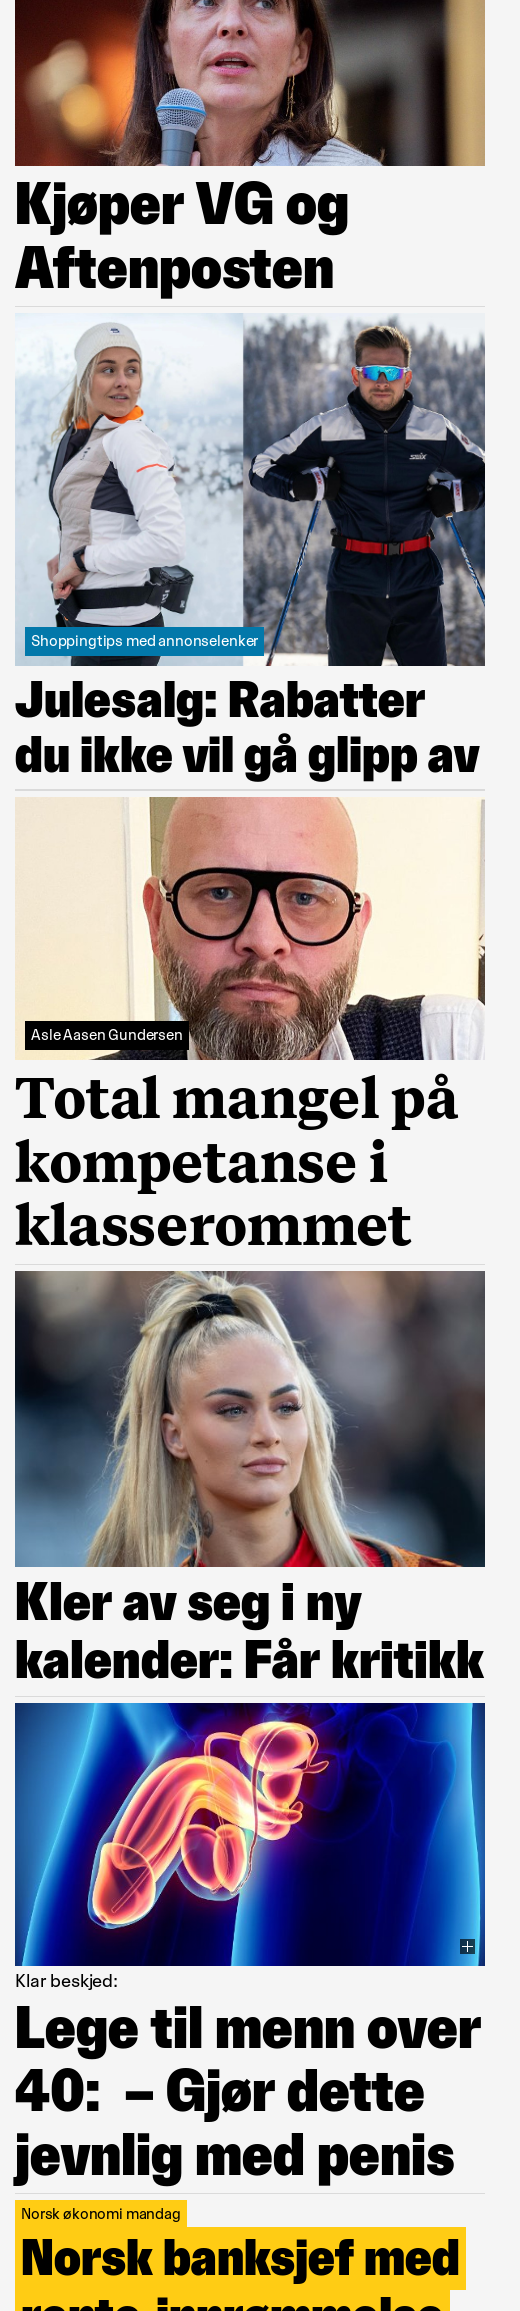 Kjøper VG og
Aftenposten
SWIX
Shoppingtips med annonselenker
Julesalg: Rabatter
du ikke vil gå glipp av
Asle Aasen Gundersen
Total mangel på
kompetanse i
klasserommet
Kler av seg i ny
kalender: Får kritikk
Klar beskjed:
Lege til menn over
40: – Gjør dette
jevnlig med penis
Norsk økonomi mandag
Norsk banksjef med